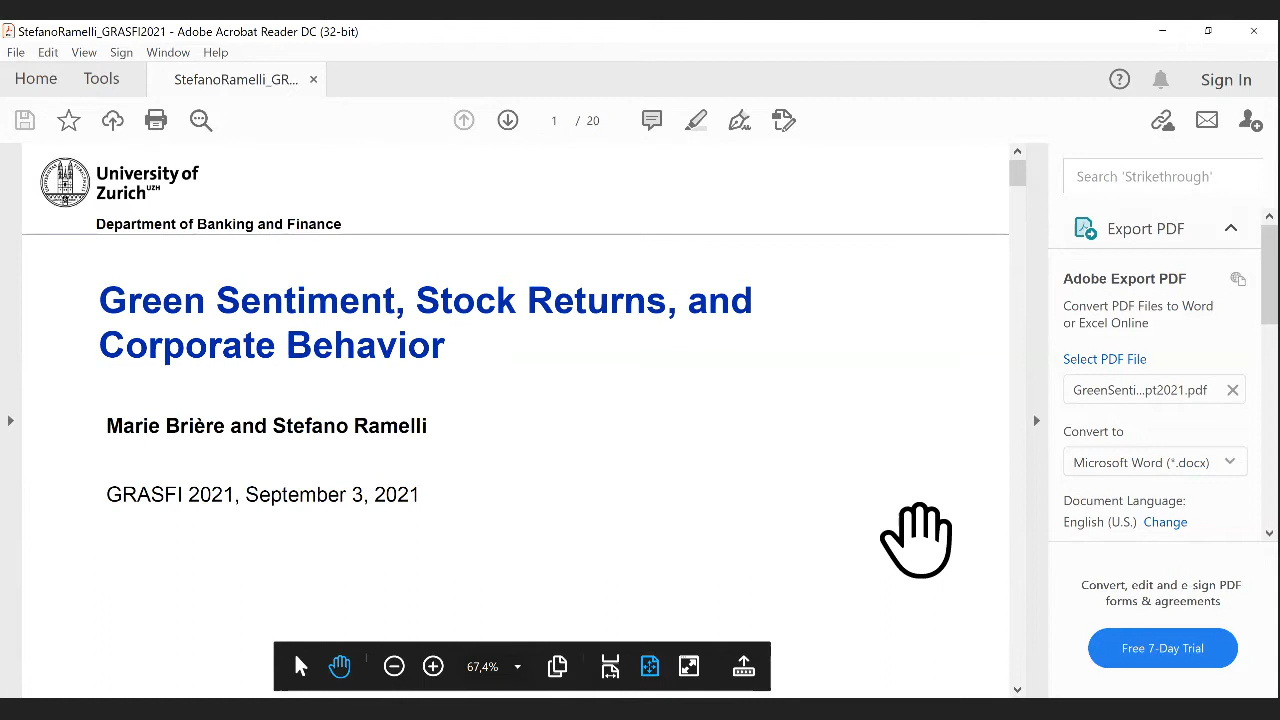 StefanoRamelli_GRASFI2021 - Adobe Acrobat Reader DC (32-bit)
File Edit View Sign Window Help
Home Tools StefanoRamelli_GR... × Sign In
1 / 20
University of
Zurich UZH
Department of Banking and Finance
Green Sentiment, Stock Returns, and
Corporate Behavior
Marie Brière and Stefano Ramelli
GRASFI 2021, September 3, 2021
67,4%
Search 'Strikethrough'
Export PDF
Adobe Export PDF
Convert PDF Files to Word
or Excel Online
Select PDF File
GreenSenti...pt2021.pdf
Convert to
Microsoft Word (*.docx)
Document Language:
English (U.S.) Change
Convert, edit and e-sign PDF
forms & agreements
Free 7-Day Trial